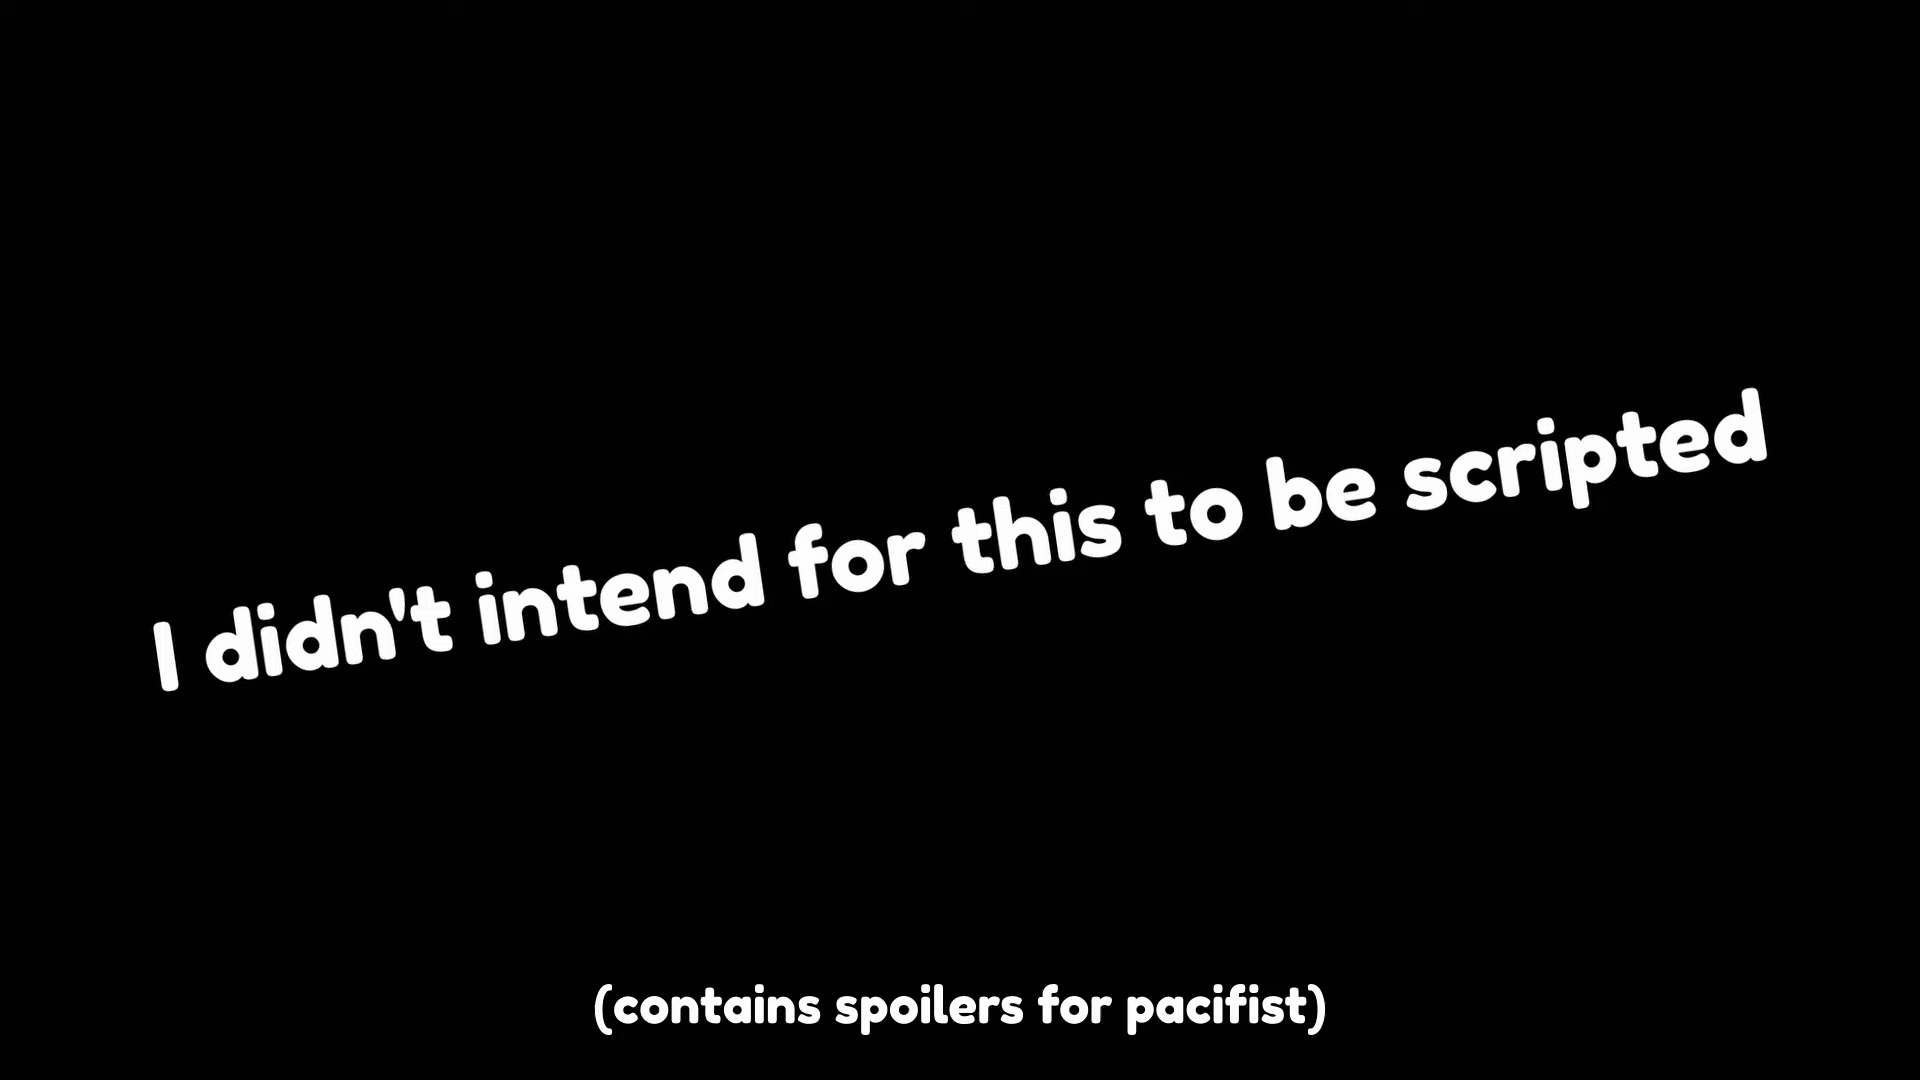 I didn't intend for this to be scripted
(contains spoilers for pacifist)